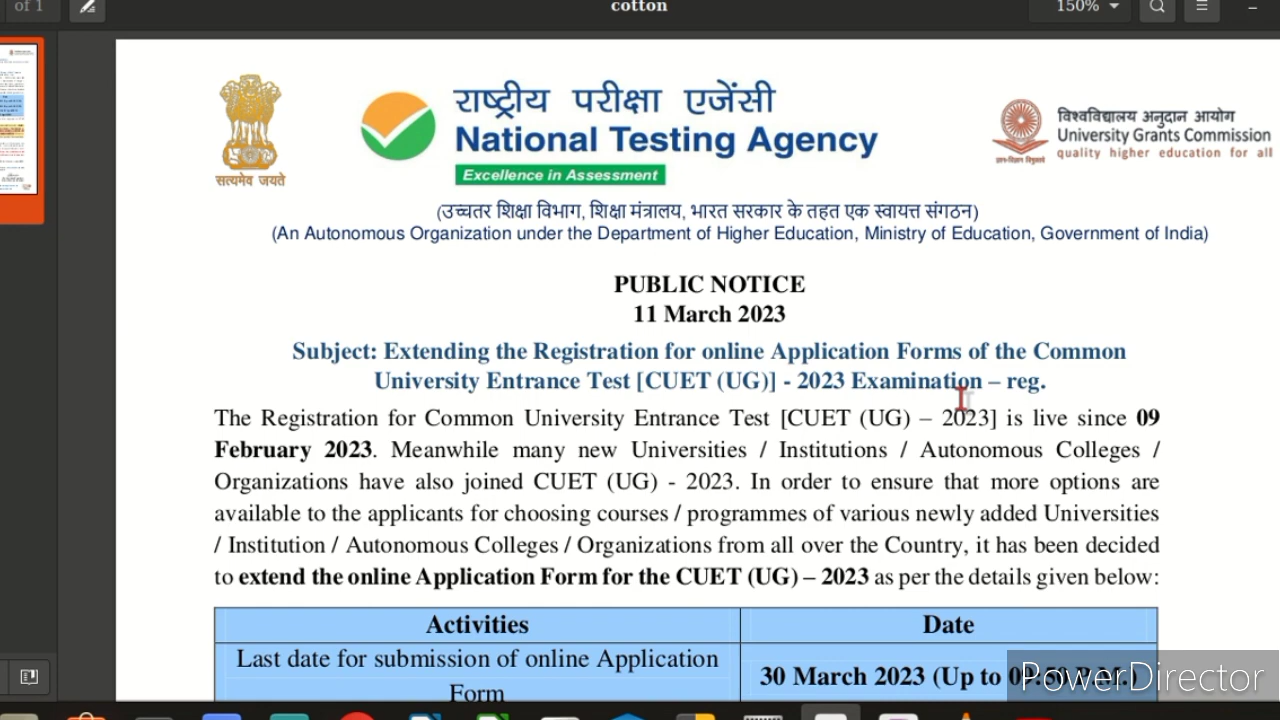 of 1
cotton
150%
राष्ट्रीय परीक्षा एजेंसी
National Testing Agency
Excellence in Assessment
सत्यमेव जयते
विश्वविद्यालय अनुदान आयोग
University Grants Commission
quality higher education for all
ज्ञान-विज्ञान विमुक्तये
(उच्चतर शिक्षा विभाग, शिक्षा मंत्रालय, भारत सरकार के तहत एक स्वायत्त संगठन)
(An Autonomous Organization under the Department of Higher Education, Ministry of Education, Government of India)
PUBLIC NOTICE
11 March 2023
Subject: Extending the Registration for online Application Forms of the Common
University Entrance Test [CUET (UG)] - 2023 Examination – reg.
The Registration for Common University Entrance Test [CUET (UG) – 2023] is live since 09
February 2023. Meanwhile many new Universities / Institutions / Autonomous Colleges /
Organizations have also joined CUET (UG) - 2023. In order to ensure that more options are
available to the applicants for choosing courses / programmes of various newly added Universities
/ Institution / Autonomous Colleges / Organizations from all over the Country, it has been decided
to extend the online Application Form for the CUET (UG) – 2023 as per the details given below:
Activities Date
Last date for submission of online Application
Form
30 March 2023 (Up to P.M.)
PowerDirector